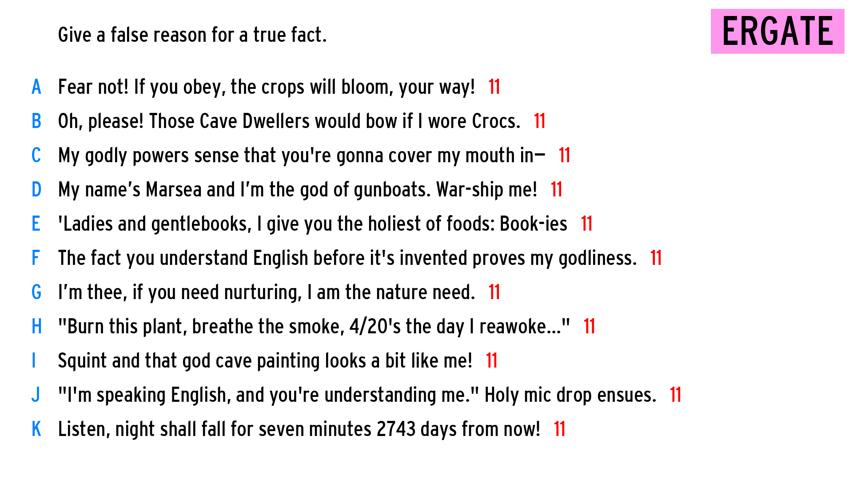 Give a false reason for a true fact.
ERGATE
A Fear not! If you obey, the crops will bloom, your way! 11
B Oh, please! Those Cave Dwellers would bow if I wore Crocs. 11
C My godly powers sense that you're gonna cover my mouth in– 11
D My name’s Marsea and I’m the god of gunboats. War-ship me! 11
E 'Ladies and gentlebooks, I give you the holiest of foods: Book-ies 11
F The fact you understand English before it's invented proves my godliness. 11
G I’m thee, if you need nurturing, I am the nature need. 11
H "Burn this plant, breathe the smoke, 4/20's the day I reawoke..." 11
I Squint and that god cave painting looks a bit like me! 11
J "I'm speaking English, and you're understanding me." Holy mic drop ensues. 11
K Listen, night shall fall for seven minutes 2743 days from now! 11